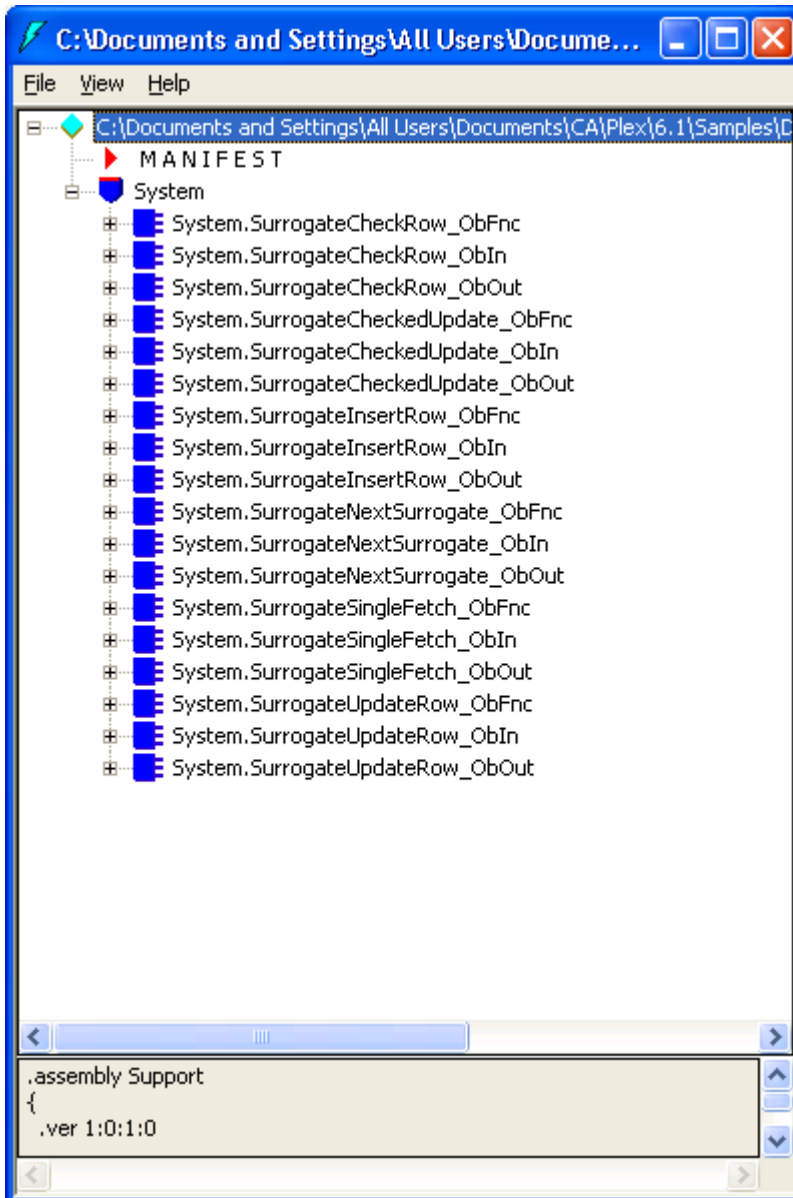 C:\Documents and Settings\All Users\Docume...
File View Help
C:\Documents and Settings\All Users\Documents\CA\Plex\6.1\Samples\D
M A N I F E S T
System
System.SurrogateCheckRow_ObFnc
System.SurrogateCheckRow_ObIn
System.SurrogateCheckRow_ObOut
System.SurrogateCheckedUpdate_ObFnc
System.SurrogateCheckedUpdate_ObIn
System.SurrogateCheckedUpdate_ObOut
System.SurrogateInsertRow_ObFnc
System.SurrogateInsertRow_ObIn
System.SurrogateInsertRow_ObOut
System.SurrogateNextSurrogate_ObFnc
System.SurrogateNextSurrogate_ObIn
System.SurrogateNextSurrogate_ObOut
System.SurrogateSingleFetch_ObFnc
System.SurrogateSingleFetch_ObIn
System.SurrogateSingleFetch_ObOut
System.SurrogateUpdateRow_ObFnc
System.SurrogateUpdateRow_ObIn
System.SurrogateUpdateRow_ObOut
.assembly Support
{
.ver 1:0:1:0